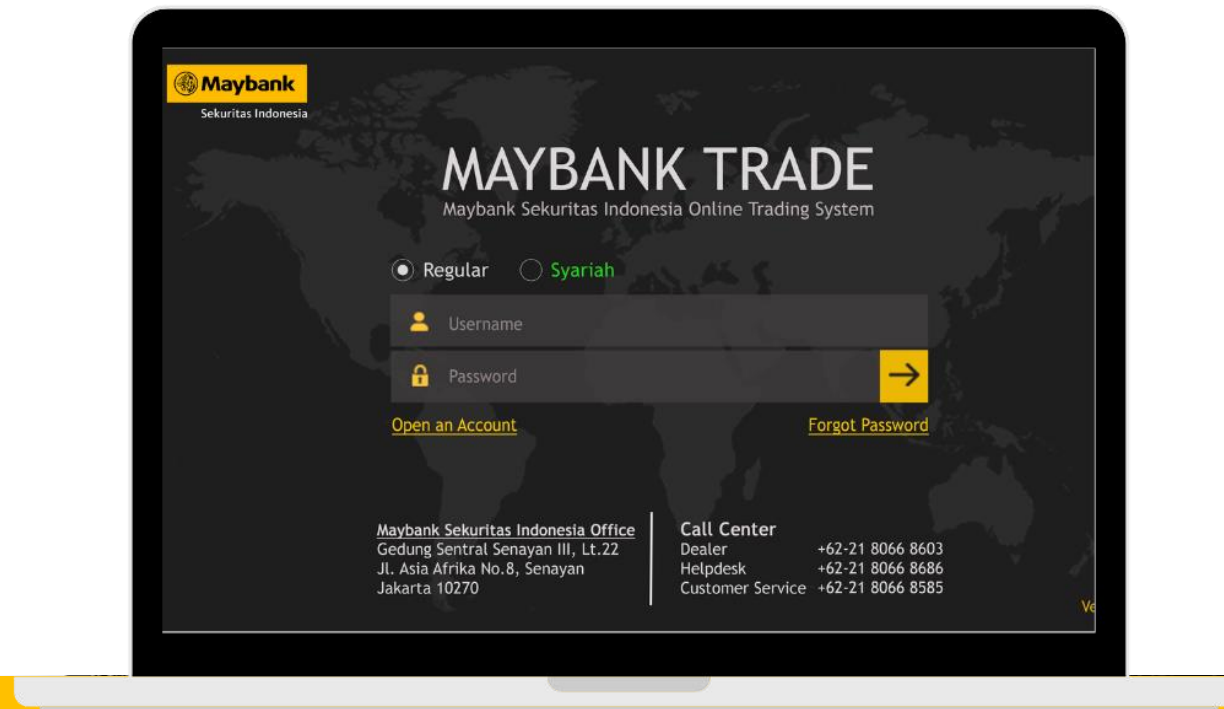 Maybank
Sekuritas Indonesia
MAYBANK TRADE
Maybank Sekuritas Indonesia Online Trading System
Regular Syariah
Username
Password
Open an Account Forgot Password
Maybank Sekuritas Indonesia Office
Gedung Sentral Senayan III, Lt.22
Jl. Asia Afrika No.8, Senayan
Jakarta 10270
Call Center
Dealer +62-21 8066 8603
Helpdesk +62-21 8066 8686
Customer Service +62-21 8066 8585